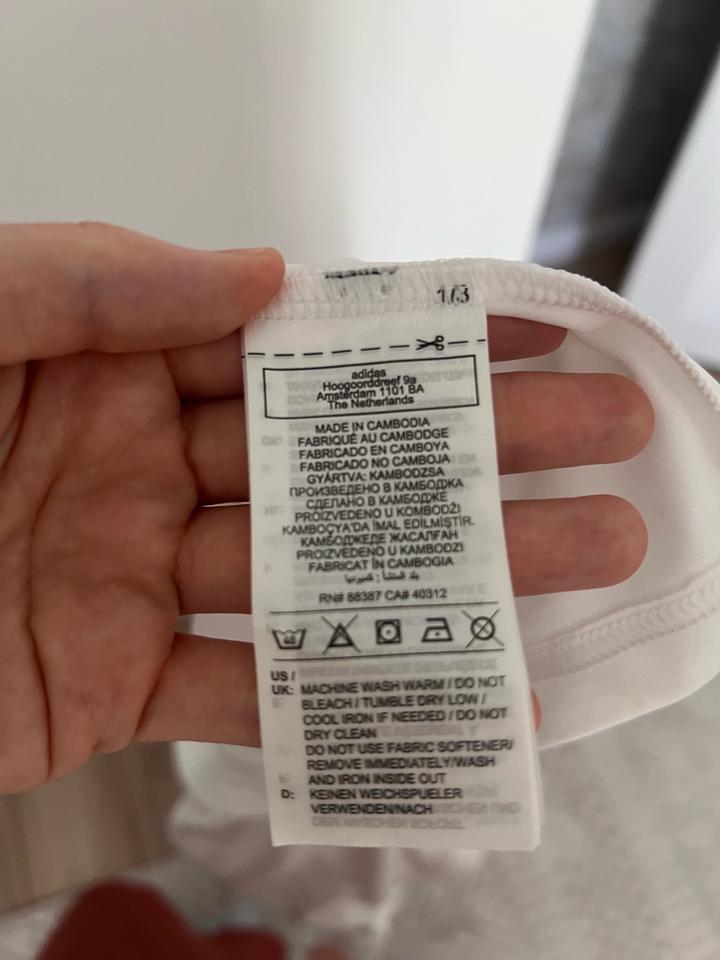 1/3
adidas
Hoogoorddreef 9a
Amsterdam 1101 BA
The Netherlands
MADE IN CAMBODIA
FABRIQUÉ AU CAMBODGE
FABRICADO EN CAMBOYA
FABRICADO NO CAMBOJA
GYÁRTVA: KAMBODZSA
ПРОИЗВЕДЕНО В КАМБОДЖА
СДЕЛАНО В КАМБОДЖЕ
PROIZVEDENO U KOMBODŽI
KAMBOÇYA'DA İMAL EDİLMİŞTİR.
КАМБОДЖЕДЕ ЖАСАЛҒАН
PROIZVEDENO U KAMBODZI
FABRICAT ÎN CAMBOGIA
بلد المنشأ : كمبوديا
RN# 88387 CA# 40312
40
US /
UK: MACHINE WASH WARM / DO NOT
BLEACH / TUMBLE DRY LOW /
COOL IRON IF NEEDED / DO NOT
DRY CLEAN
DO NOT USE FABRIC SOFTENER/
REMOVE IMMEDIATELY/WASH
AND IRON INSIDE OUT
D: KEINEN WEICHSPUELER
VERWENDEN/NACH